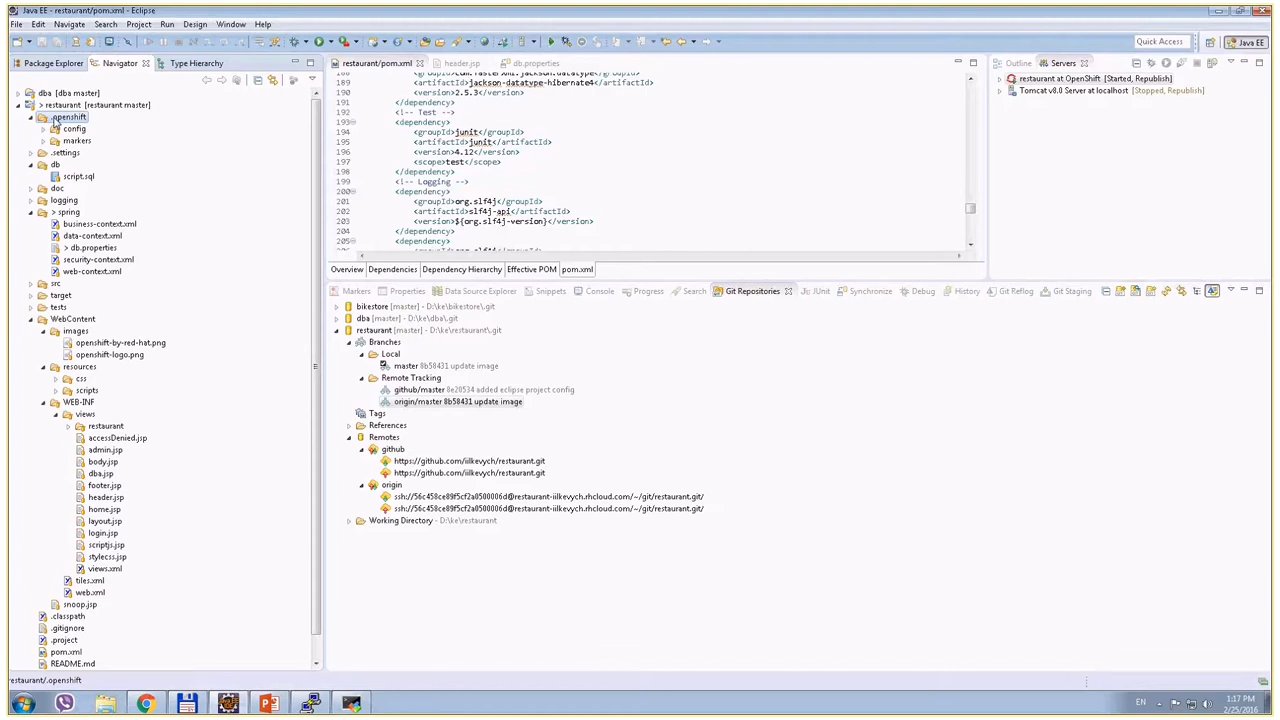 Java EE - restaurant/pom.xml - Eclipse
File Edit Navigate Search Project Run Design Window Help
Quick Access
Java EE
Package Explorer
Navigator
Type Hierarchy
dba [dba master]
> restaurant [restaurant master]
.openshift
config
markers
.settings
db
script.sql
doc
logging
> spring
business-context.xml
data-context.xml
> db.properties
security-context.xml
web-context.xml
src
target
tests
WebContent
images
openshift-by-red-hat.png
openshift-logo.png
resources
css
scripts
WEB-INF
views
restaurant
accessDenied.jsp
admin.jsp
body.jsp
dba.jsp
footer.jsp
header.jsp
home.jsp
layout.jsp
login.jsp
scriptjs.jsp
stylecss.jsp
views.xml
tiles.xml
web.xml
snoop.jsp
.classpath
.gitignore
.project
pom.xml
README.md
restaurant/pom.xml
header.jsp
db.properties
189 <artifactId>jackson-datatype-hibernate4</artifactId>
190 <version>2.5.3</version>
191 </dependency>
192 <!-- Test -->
193 <dependency>
194 <groupId>junit</groupId>
195 <artifactId>junit</artifactId>
196 <version>4.12</version>
197 <scope>test</scope>
198 </dependency>
199 <!-- Logging -->
200 <dependency>
201 <groupId>org.slf4j</groupId>
202 <artifactId>slf4j-api</artifactId>
203 <version>${org.slf4j-version}</version>
204 </dependency>
205 <dependency>
Overview Dependencies Dependency Hierarchy Effective POM pom.xml
Outline
Servers
restaurant at OpenShift [Started, Republish]
Tomcat v8.0 Server at localhost [Stopped, Republish]
Markers Properties Data Source Explorer Snippets Console Progress Search Git Repositories JUnit Synchronize Debug History Git Reflog Git Staging
bikestore [master] - D:\ke\bikestore\.git
dba [master] - D:\ke\dba\.git
restaurant [master] - D:\ke\restaurant\.git
Branches
Local
master 8b58431 update image
Remote Tracking
github/master 8e20534 added eclipse project config
origin/master 8b58431 update image
Tags
References
Remotes
github
https://github.com/iilkevych/restaurant.git
https://github.com/iilkevych/restaurant.git
origin
ssh://56c458ce89f5cf2a0500006d@restaurant-iilkevych.rhcloud.com/~/git/restaurant.git/
ssh://56c458ce89f5cf2a0500006d@restaurant-iilkevych.rhcloud.com/~/git/restaurant.git/
Working Directory - D:\ke\restaurant
restaurant/.openshift
EN
1:17 PM
2/25/2016